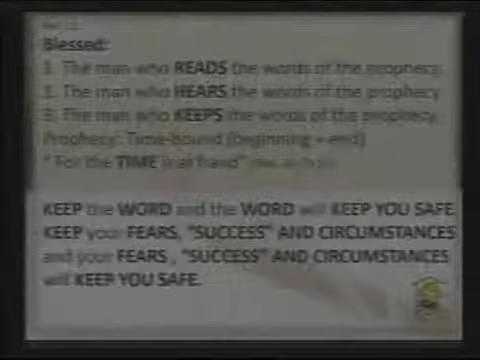 Blessed:
The man who READS the words of the prophecy.
The man who HEARS the words of the prophecy
3. The man who KEEPS the words of the prophecy.
Prophecy: Time-bound (beginning – end)
" For the TIME is at hand"
KEEP the WORD and the WORD will KEEP YOU SAFE.
KEEP your FEARS, "SUCCESS" AND CIRCUMSTANCES
and your FEARS , "SUCCESS" AND CIRCUMSTANCES
will KEEP YOU SAFE.